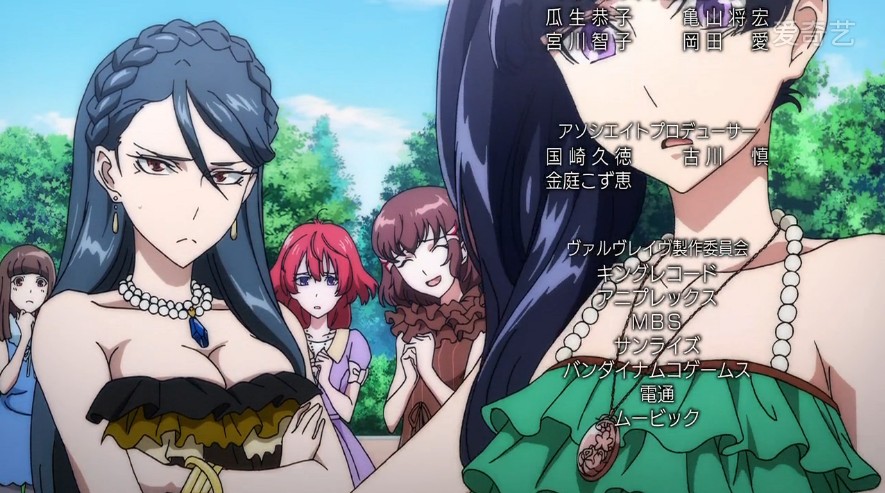 瓜生恭子 亀山将宏
宮川智子 岡田 愛
爱奇艺
アソシエイトプロデューサー
国崎久徳 古川 慎
金庭こず恵
ヴァルヴレイヴ製作委員会
キングレコード
アニプレックス
MBS
サンライズ
バンダイナムコゲームス
電通
ムービック